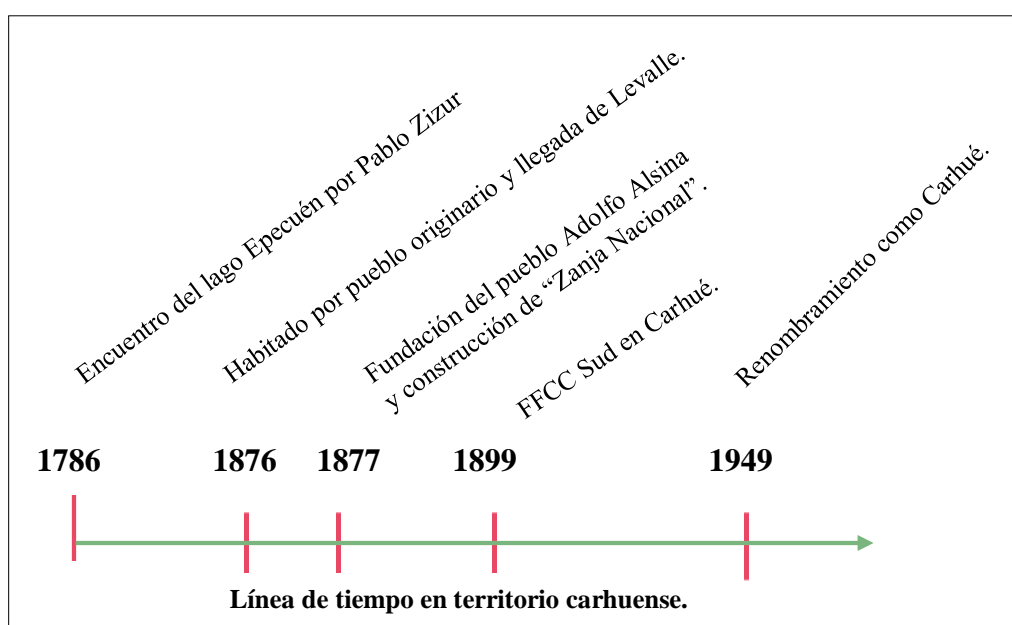 Encuentro del lago Epecuén por Pablo Zizur
Habitado por pueblo originario y llegada de Levalle.
Fundación del pueblo Adolfo Alsina
y construcción de “Zanja Nacional” .
FFCC Sud en Carhué.
Renombramiento como Carhué.
1786
1876
1877
1899
1949
Línea de tiempo en territorio carhuense.